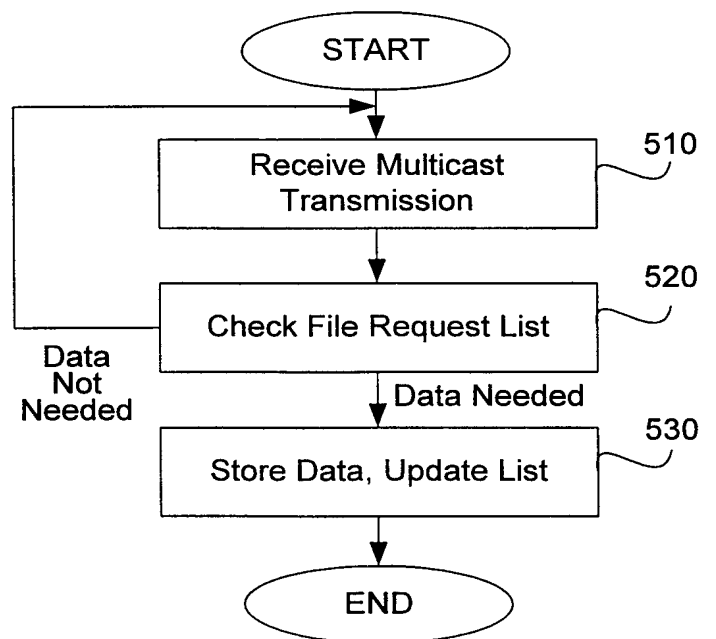 START
Receive Multicast
Transmission
510
Check File Request List
520
Data
Not
Needed
Data Needed
Store Data, Update List
530
END